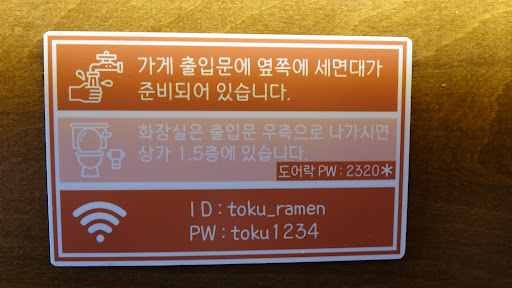 가게 출입문에 옆쪽에 세면대가
준비되어 있습니다.
화장실은 출입문 우측으로 나가시면
상가 1.5층에 있습니다.
도어락 PW : 2320*
ID : toku_ramen
PW : toku1234